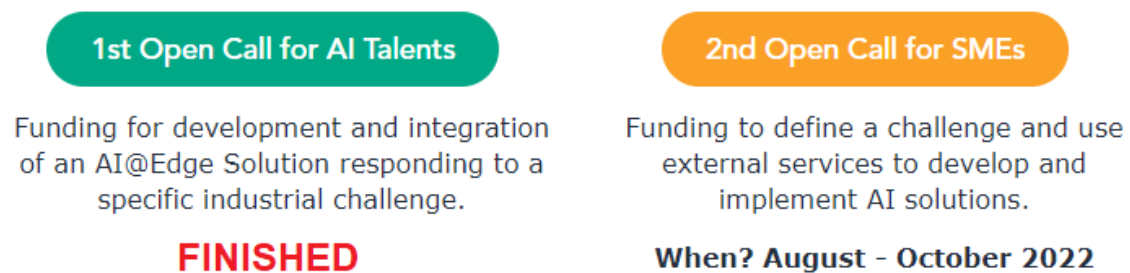 1st Open Call for AI Talents
Funding for development and integration
of an AI@Edge Solution responding to a
specific industrial challenge.
FINISHED
2nd Open Call for SMEs
Funding to define a challenge and use
external services to develop and
implement AI solutions.
When? August - October 2022